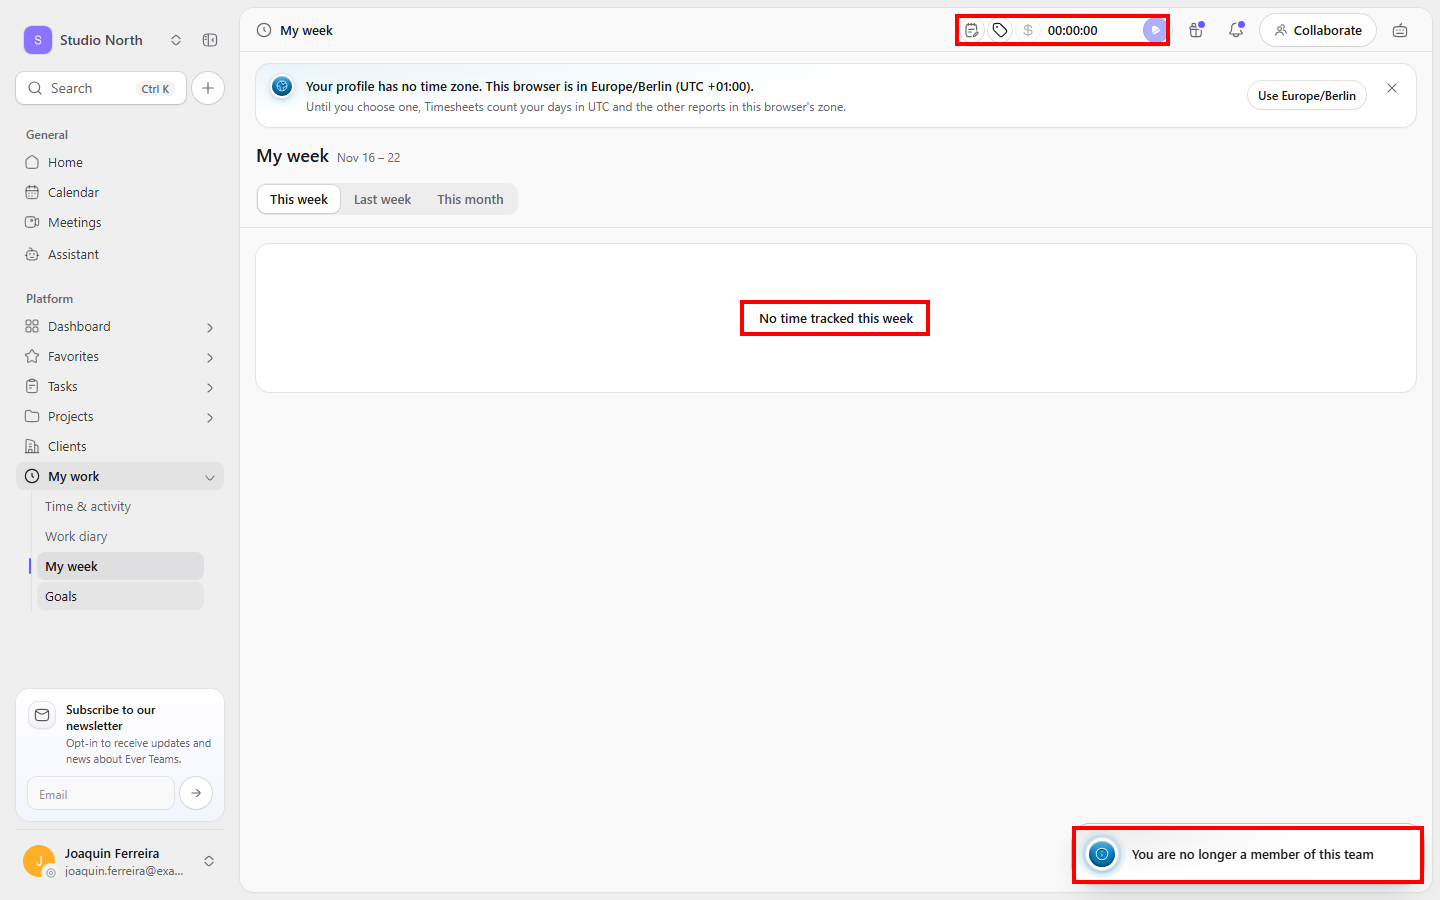 S Studio North
Search Ctrl K
General
Home
Calendar
Meetings
Assistant
Platform
Dashboard
Favorites
Tasks
Projects
Clients
My work
Time & activity
Work diary
My week
Goals
Subscribe to our
newsletter
Opt-in to receive updates and
news about Ever Teams.
Email
J
Joaquin Ferreira
joaquin.ferreira@exa...
My week
$ 00:00:00
Collaborate
Your profile has no time zone. This browser is in Europe/Berlin (UTC +01:00).
Until you choose one, Timesheets count your days in UTC and the other reports in this browser's zone.
Use Europe/Berlin
My week Nov 16 – 22
This week Last week This month
No time tracked this week
You are no longer a member of this team